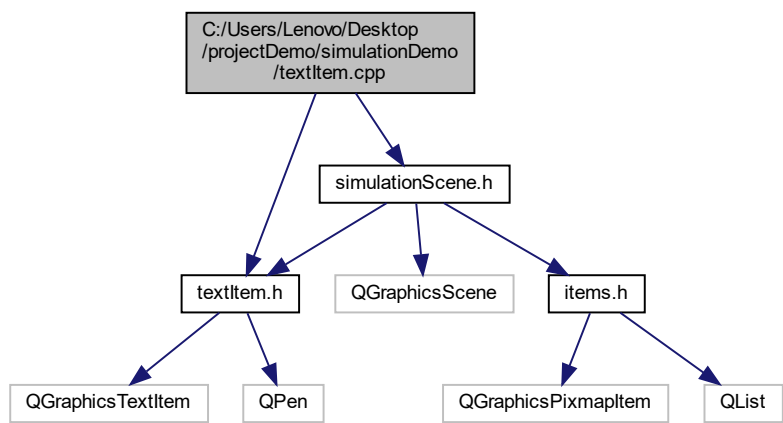 C:/Users/Lenovo/Desktop
/projectDemo/simulationDemo
/textItem.cpp
simulationScene.h
textItem.h
QGraphicsScene
items.h
QGraphicsTextItem
QPen
QGraphicsPixmapItem
QList